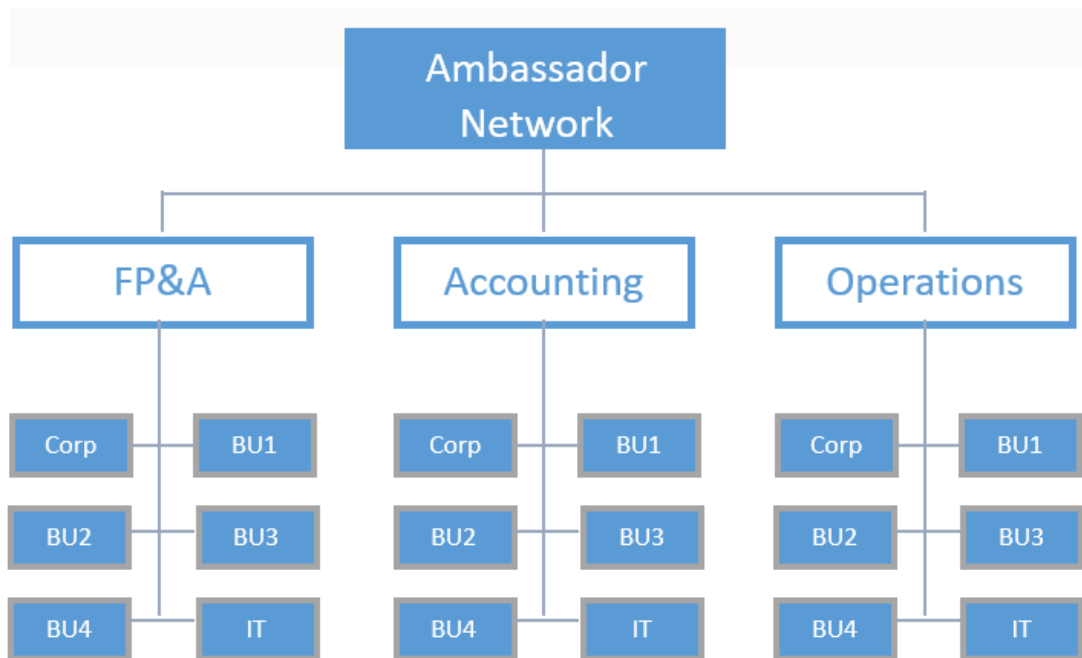 Ambassador
Network
FP&A
Accounting
Operations
Corp
BU1
Corp
BU1
Corp
BU1
BU2
BU3
BU2
BU3
BU2
BU3
BU4
IT
BU4
IT
BU4
IT